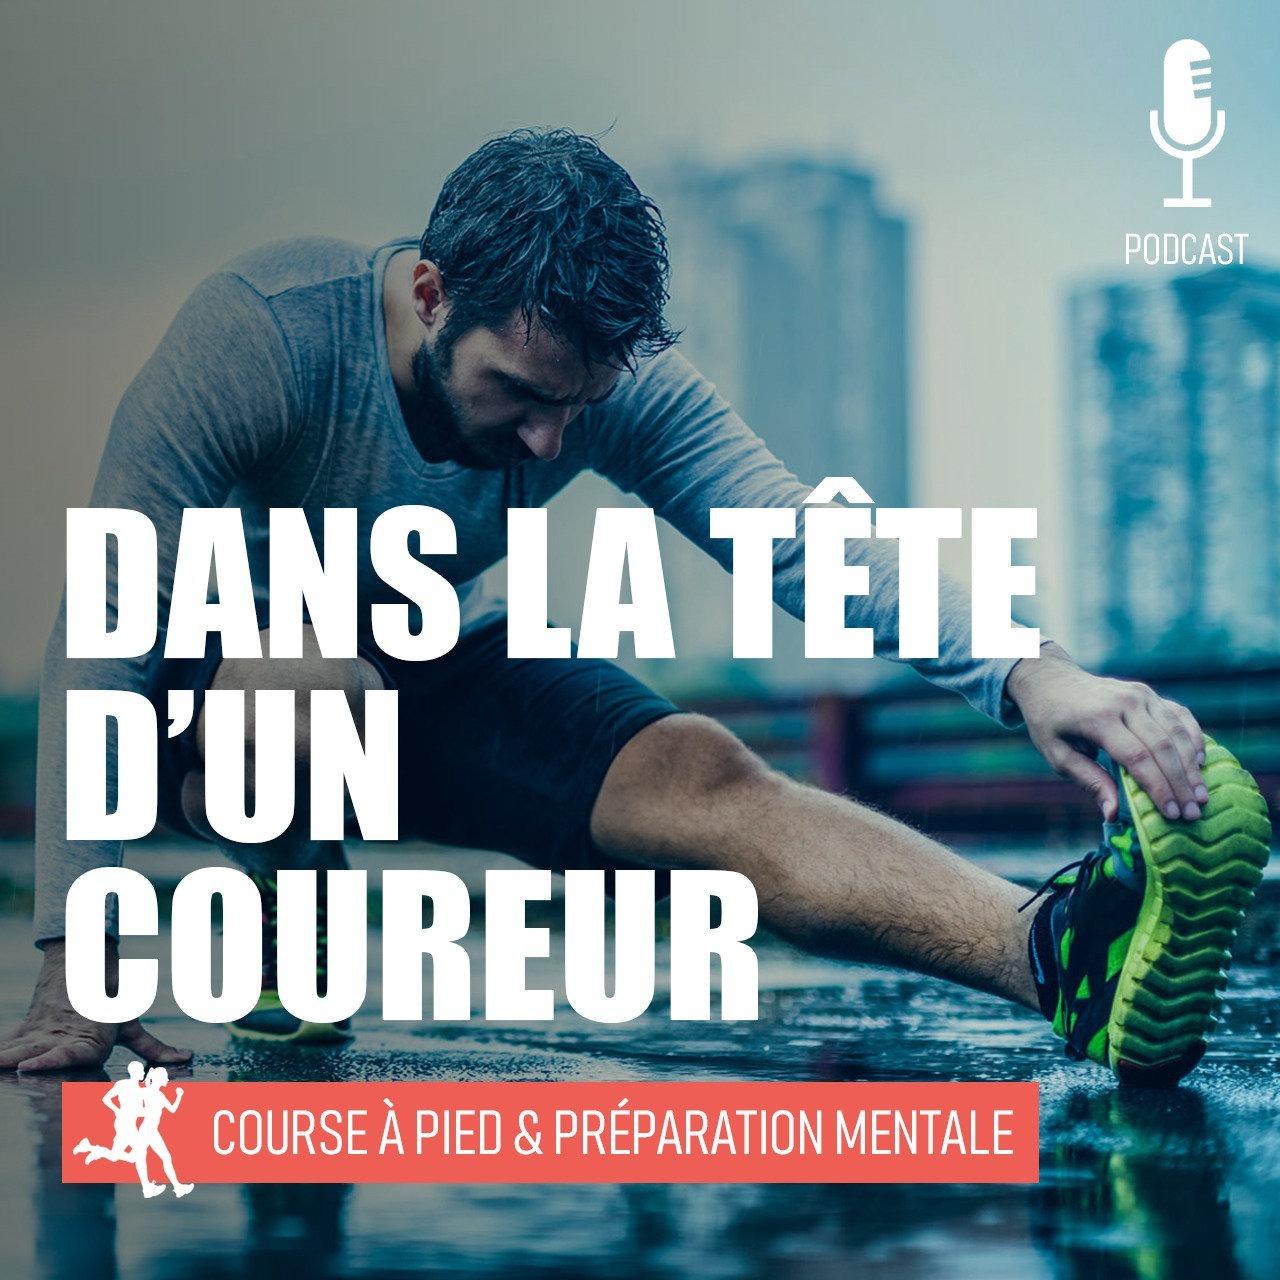 PODCAST
DANS LA TÊTE
D'UN
COUREUR
COURSE À PIED & PRÉPARATION MENTALE